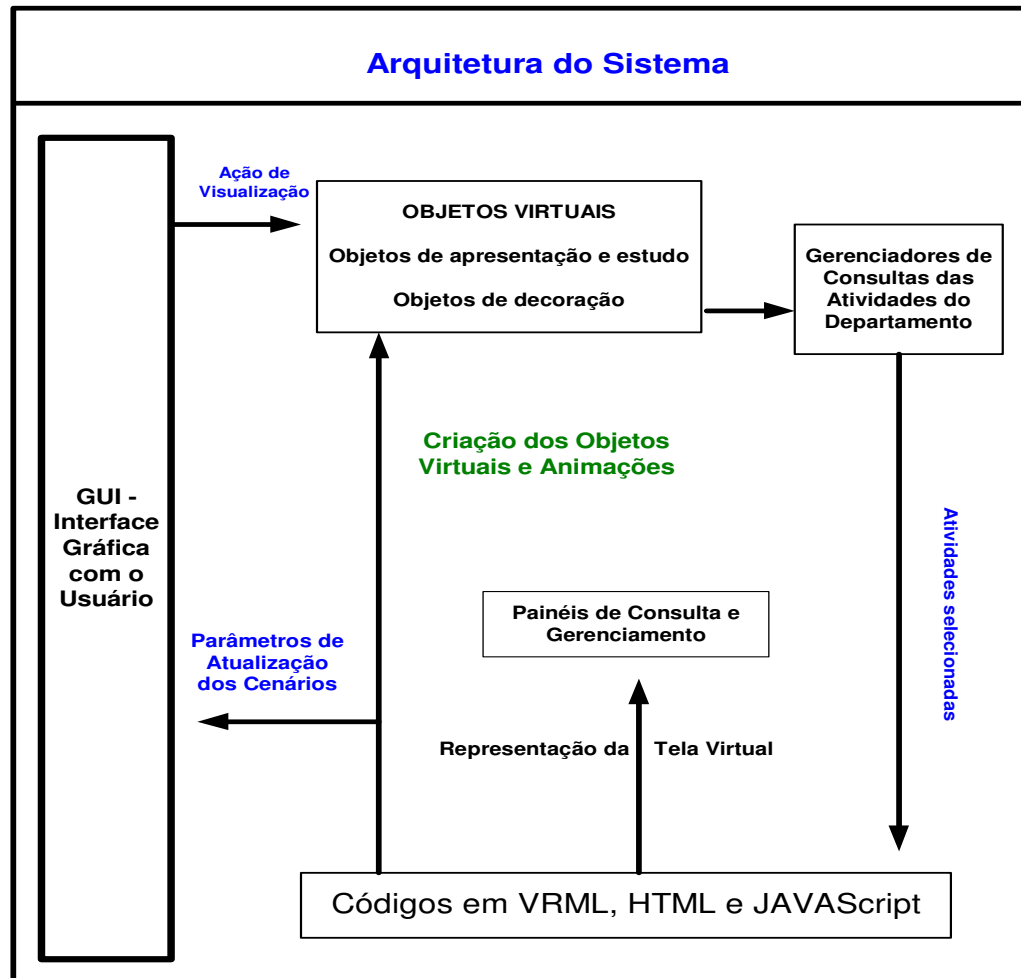 Arquitetura do Sistema
Ação de
Visualização
OBJETOS VIRTUAIS
Objetos de apresentação e estudo
Objetos de decoração
Gerenciadores de
Consultas das
Atividades do
Departamento
Criação dos Objetos
Virtuais e Animações
GUI -
Interface
Gráfica
com o
Usuário
Atividades selecionadas
Painéis de Consulta e
Gerenciamento
Parâmetros de
Atualização
dos Cenários
Representação da Tela Virtual
Códigos em VRML, HTML e JAVAScript